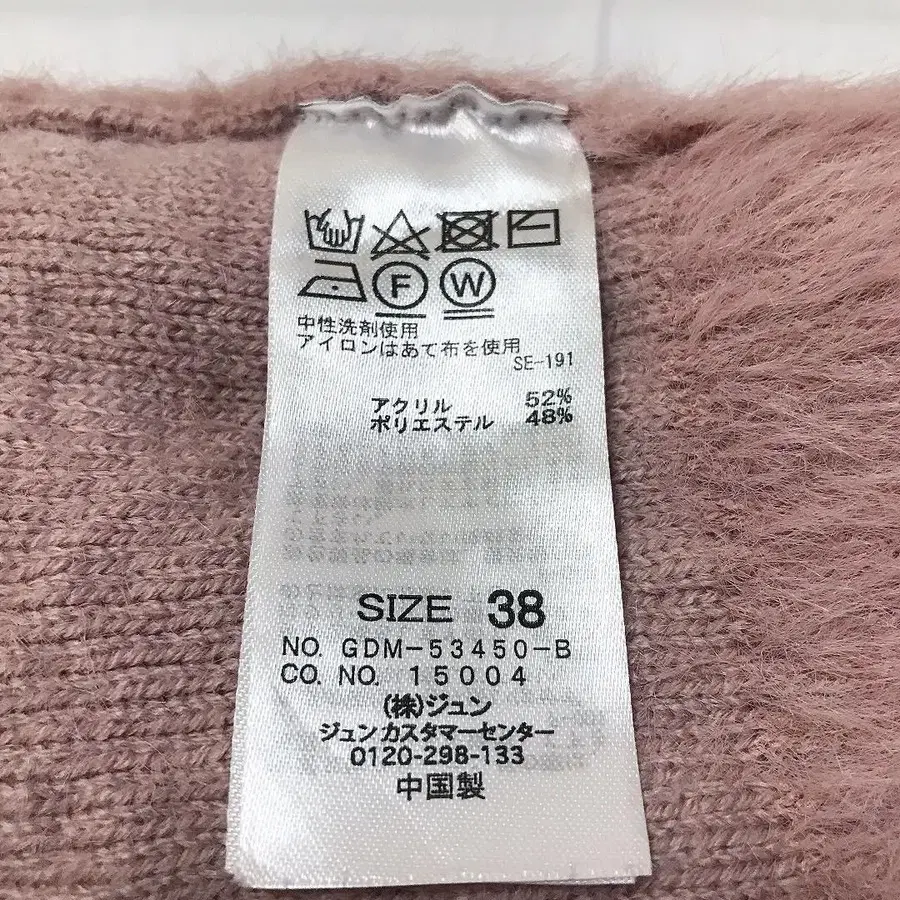 F W
中性洗剤使用
アイロンはあて布を使用
SE-191
アクリル 52%
ポリエステル 48%
SIZE 38
NO. GDM-53450-B
CO. NO. 15004
(株)ジュン
ジュンカスタマーセンター
0120-298-133
中国製